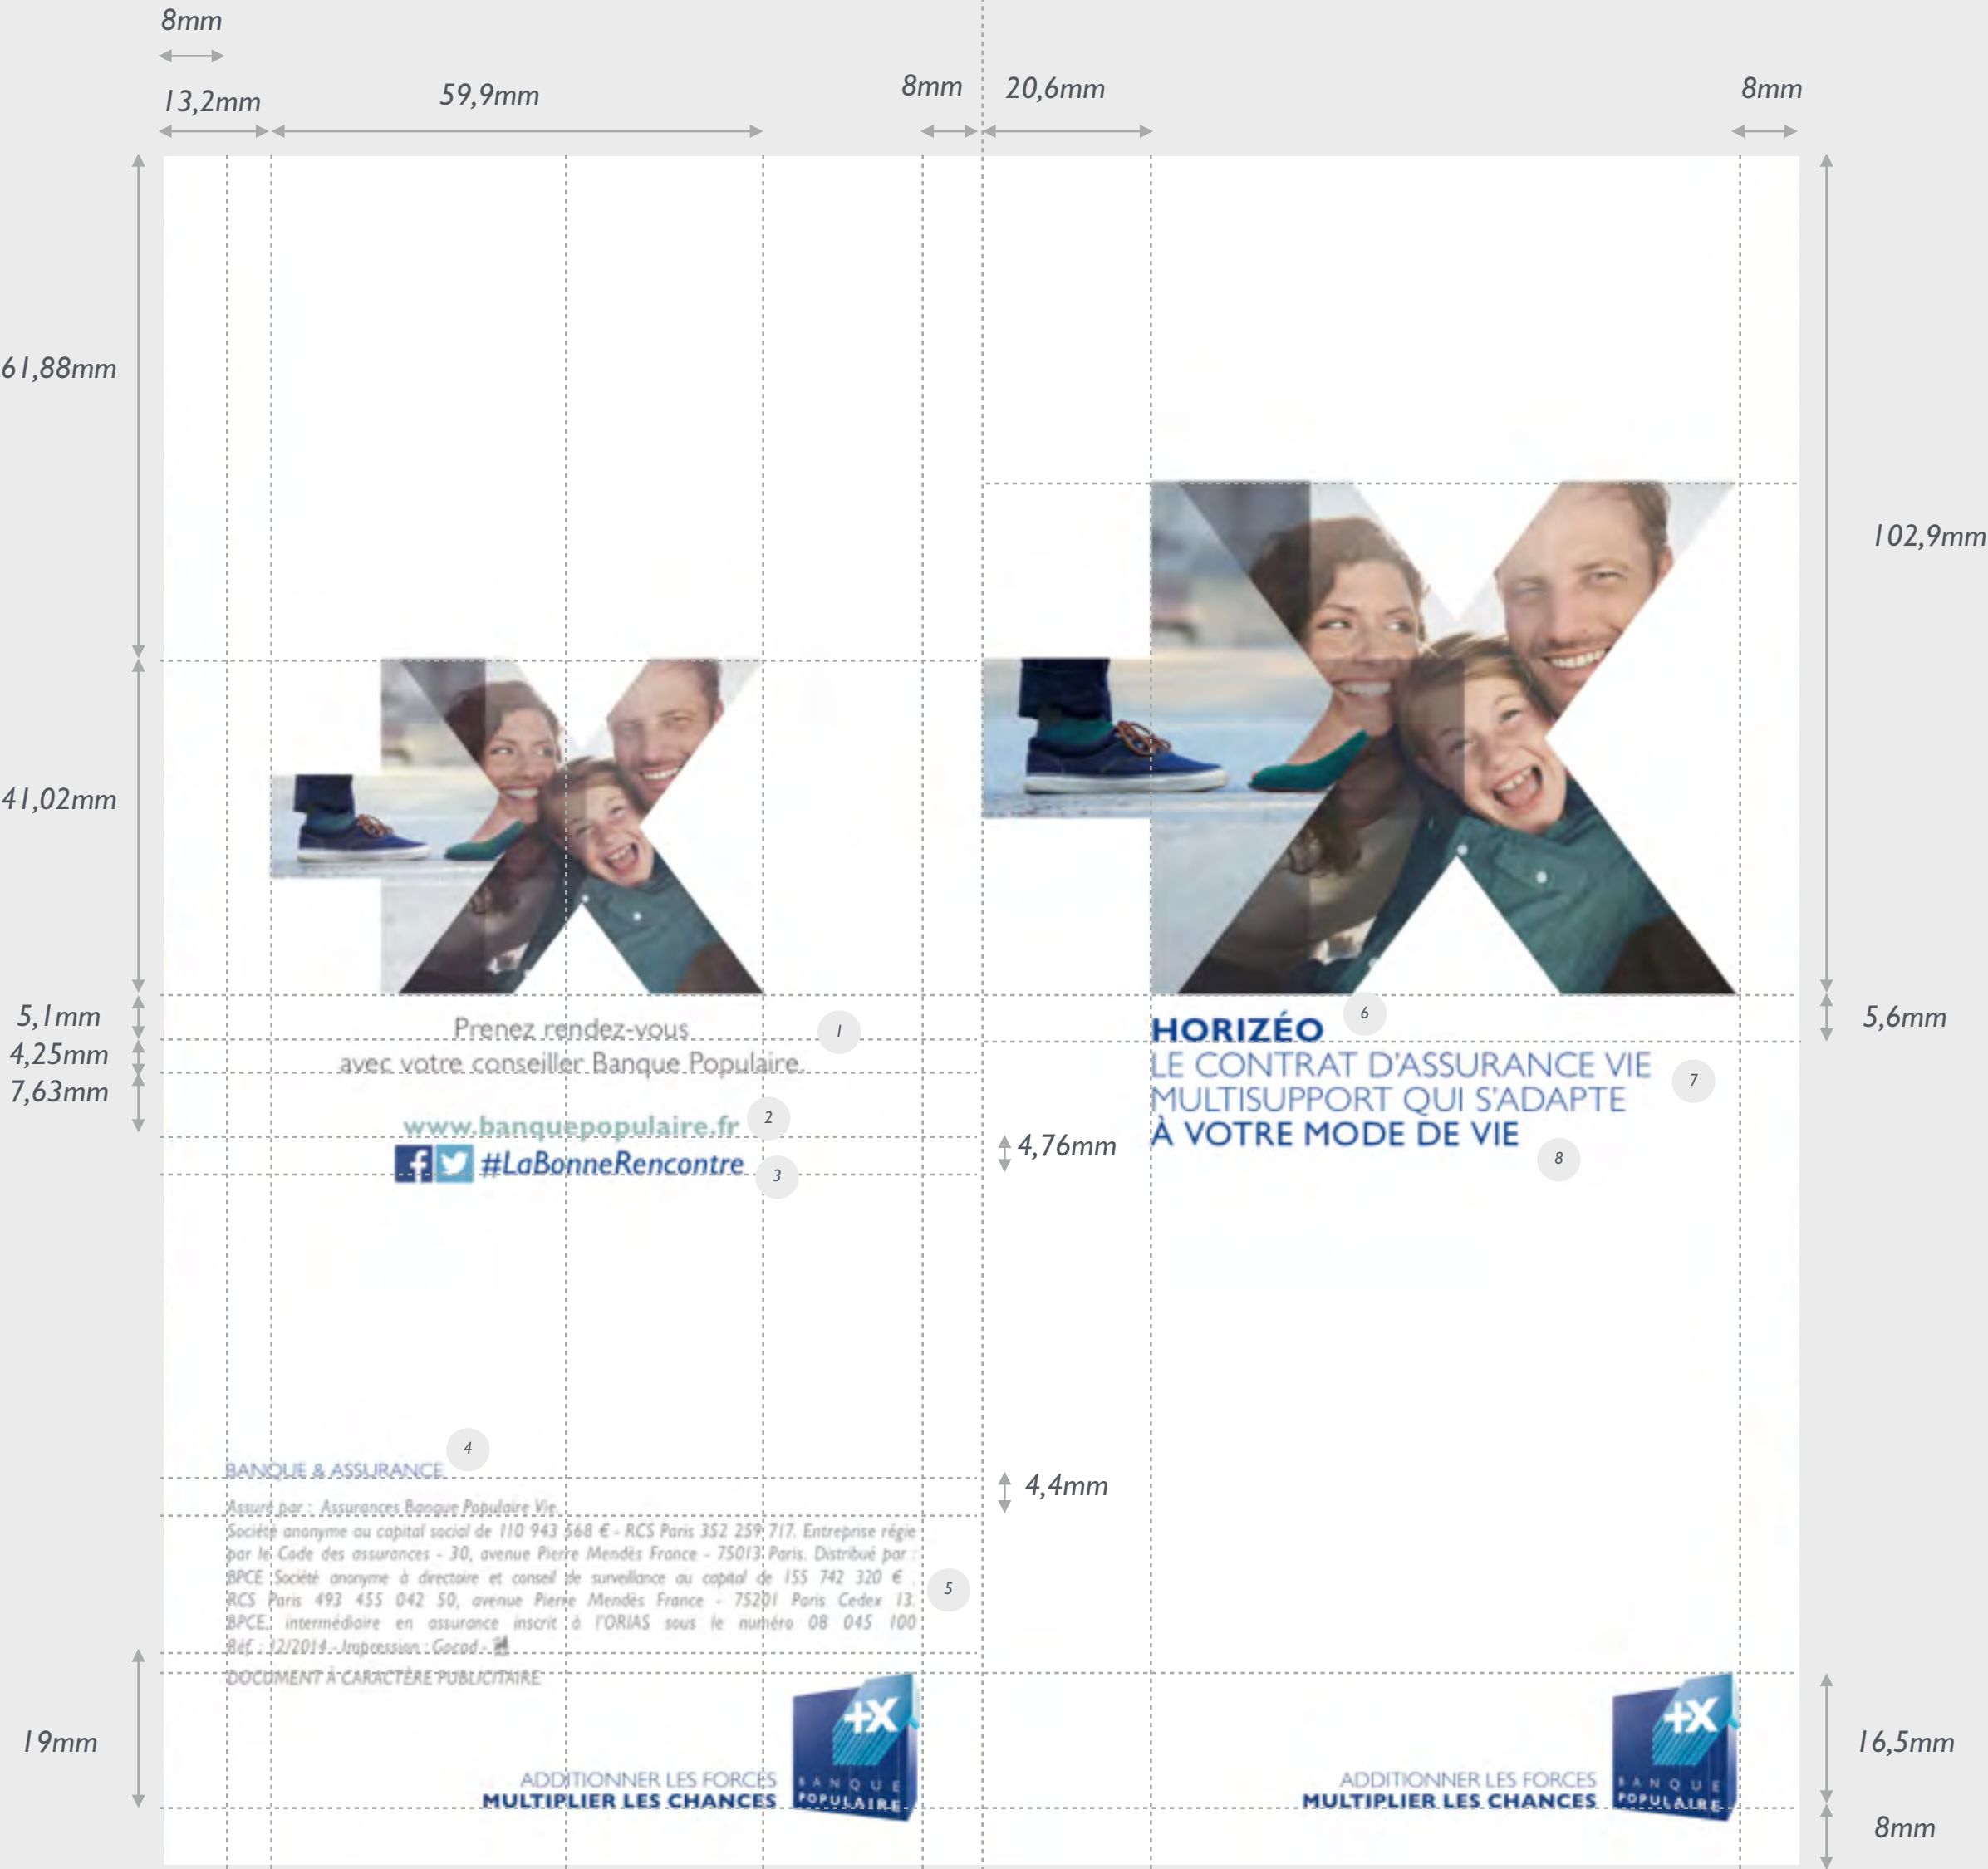 8mm
13,2mm
59,9mm
8mm
20,6mm
8mm
61,88mm
102,9mm
41,02mm
5,1mm
4,25mm
7,63mm
5,6mm
Prenez rendez-vous
avec votre conseiller Banque Populaire.
1
www.banquepopulaire.fr
2
#LaBonneRencontre
3
4,76mm
HORIZÉO
6
LE CONTRAT D'ASSURANCE VIE
MULTISUPPORT QUI S'ADAPTE
7
À VOTRE MODE DE VIE
8
BANQUE & ASSURANCE
4
4,4mm
Assuré par : Assurances Banque Populaire Vie.
Société anonyme au capital social de 110 943 568 € - RCS Paris 352 259 717. Entreprise régie
par le Code des assurances - 30, avenue Pierre Mendès France - 75013 Paris. Distribué par :
BPCE Société anonyme à directoire et conseil de surveillance au capital de 155 742 320 € .
RCS Paris 493 455 042 50, avenue Pierre Mendès France - 75201 Paris Cedex 13.
BPCE, intermédiaire en assurance inscrit à l'ORIAS sous le numéro 08 045 100
Réf. : 12/2014 - Impression : Gocad -
5
DOCUMENT À CARACTÈRE PUBLICITAIRE
19mm
ADDITIONNER LES FORCES
MULTIPLIER LES CHANCES
+X
BANQUE
POPULAIRE
ADDITIONNER LES FORCES
MULTIPLIER LES CHANCES
+X
BANQUE
POPULAIRE
16,5mm
8mm